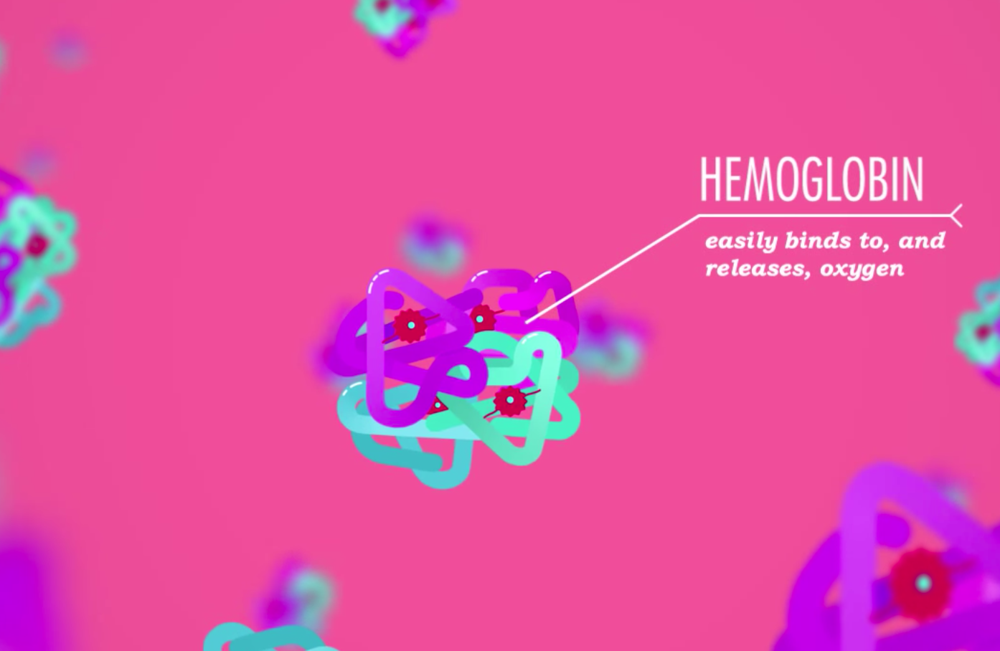 HEMOGLOBIN
easily binds to, and
releases, oxygen